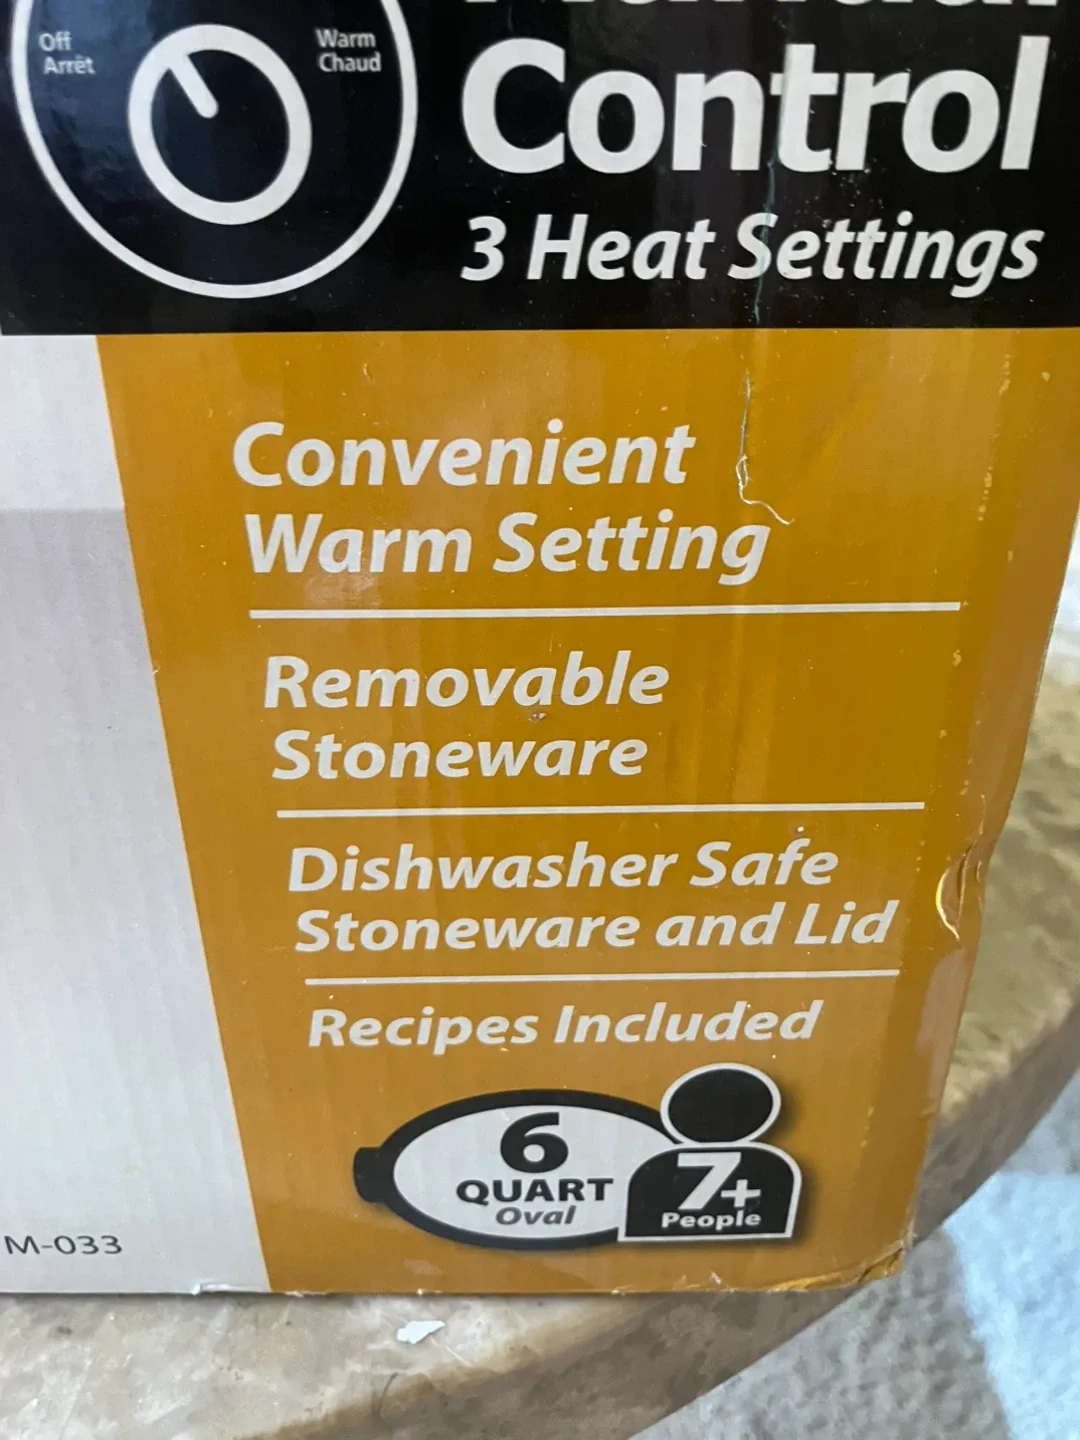 Off
Arrêt
Warm
Chaud
Control
3 Heat Settings
Convenient
Warm Setting
Removable
Stoneware
Dishwasher Safe
Stoneware and Lid
Recipes Included
6
QUART
Oval
7+
People
M-033